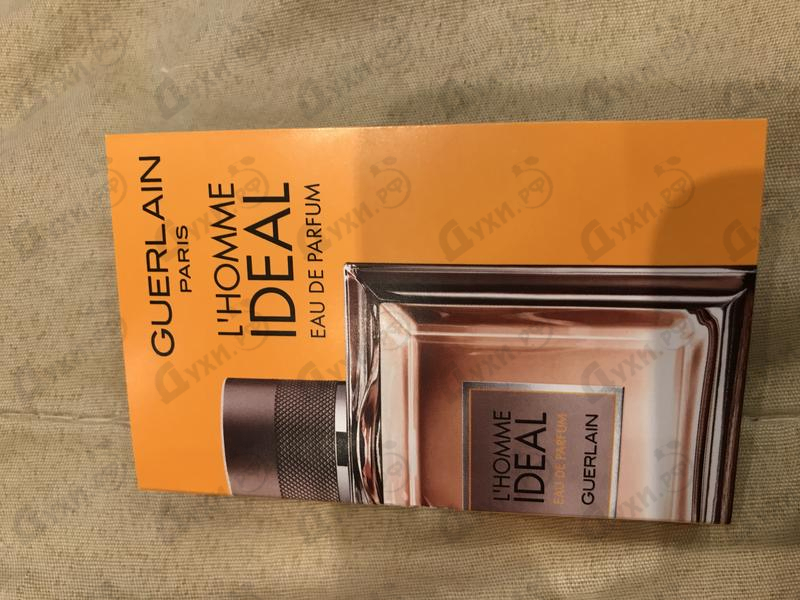 GUERLAIN
PARIS
L'HOMME
IDEAL
EAU DE PARFUM
L'HOMME
IDEAL
EAU DE PARFUM
GUERLAIN
Духи.РФ